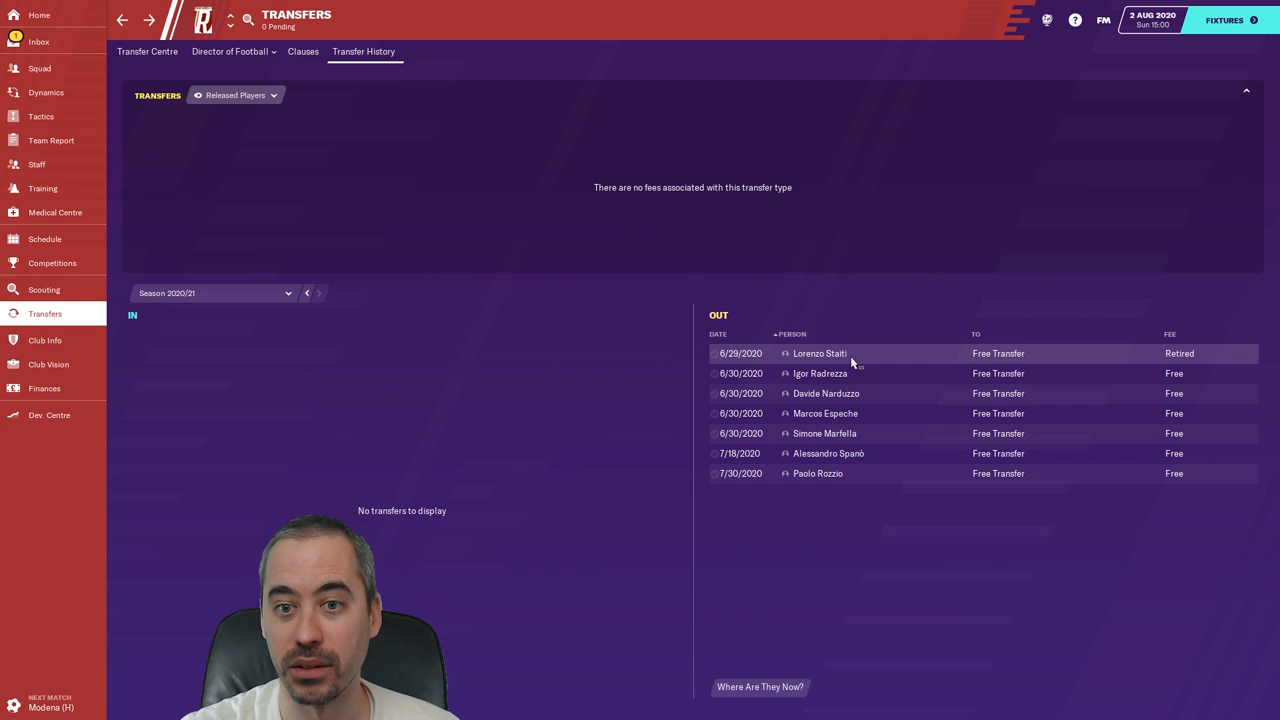 Home
1
Inbox
Squad
Dynamics
Tactics
Team Report
Staff
Training
Medical Centre
Schedule
Competitions
Scouting
Transfers
Club Info
Club Vision
Finances
Dev. Centre
NEXT MATCH
Modena (H)
R
TRANSFERS
0 Pending
?
FM
2 AUG 2020
Sun 15:00
FIXTURES
Transfer Centre
Director of Football
Clauses
Transfer History
TRANSFERS
Released Players
There are no fees associated with this transfer type
Season 2020/21
IN
No transfers to display
OUT
DATE PERSON TO FEE
6/29/2020 Lorenzo Staiti Free Transfer Retired
6/30/2020 Igor Radrezza Free Transfer Free
6/30/2020 Davide Narduzzo Free Transfer Free
6/30/2020 Marcos Espeche Free Transfer Free
6/30/2020 Simone Marfella Free Transfer Free
7/18/2020 Alessandro Spanò Free Transfer Free
7/30/2020 Paolo Rozzio Free Transfer Free
Where Are They Now?